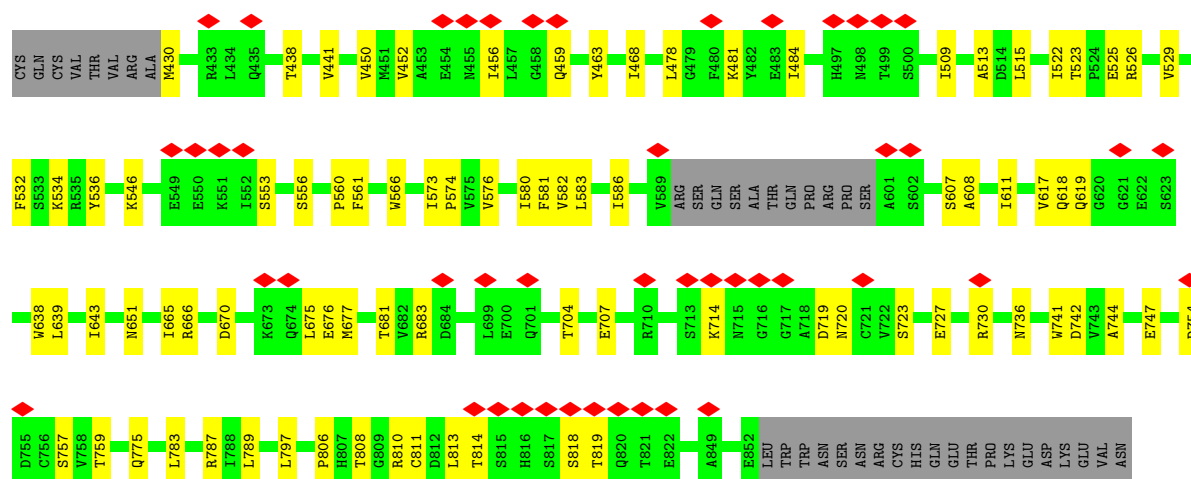 CYS GLN CYS VAL THR VAL ARG ALA M430 R433 L434 Q435 T438 V441 V450 M451 V452 A453 E454 N455 I456 L457 G458 Q459 Y463 I468 L478 G479 F480 K481 Y482 E483 I484 H497 N498 T499 S500 I509 A513 D514 L515 I522 T523 P524 E525 R526 V529
F532 S533 K534 R535 Y536 K546 E549 E550 K551 I552 S553 S556 P560 F561 W566 I573 P574 V575 V576 I580 F581 V582 L583 I586 V589 ARG SER GLN SER ALA THR GLN PRO ARG PRO SER A601 S602 S607 A608 I611 V617 Q618 Q619 G620 G621 E622 S623
W638 L639 I643 N651 I665 R666 D670 K673 Q674 L675 E676 M677 T681 V682 R683 D684 L699 E700 Q701 T704 E707 R710 S713 K714 N715 G716 G717 A718 D719 N720 C721 V722 S723 E727 R730 N736 W741 D742 V743 A744 E747
D755 C756 S757 V758 T759 Q775 L783 R787 I788 L789 L797 P806 H807 T808 G809 R810 C811 D812 L813 T814 S815 H816 S817 S818 T819 Q820 T821 E822 A849 E852 LEU TRP TRP ASN SER ASN ARG CYS HIS GLN GLU THR PRO LYS GLU ASP LYS GLU VAL ASN